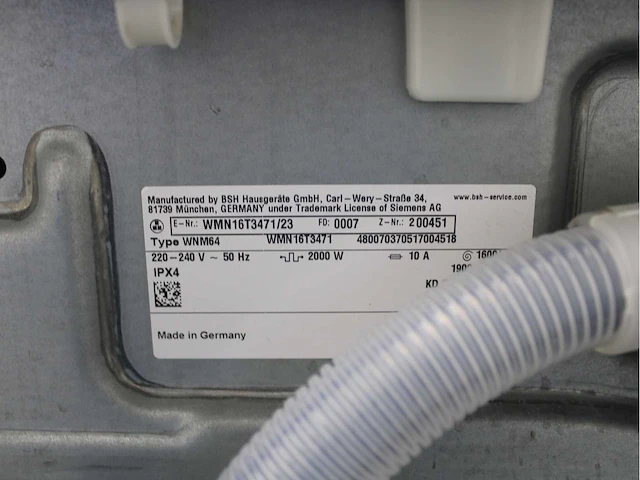 Manufactured by BSH Hausgeräte GmbH, Carl-Wery-Straße 34,
81739 München, GERMANY under Trademark License of Siemens AG
www.bsh-service.com
E-Nr.: WMN16T3471/23 FD: 0007 Z-Nr.: 200451
Type WNM64 WMN16T3471 480070370517004518
220-240 V ~ 50 Hz 2000 W 10 A
IPX4
KD
Made in Germany